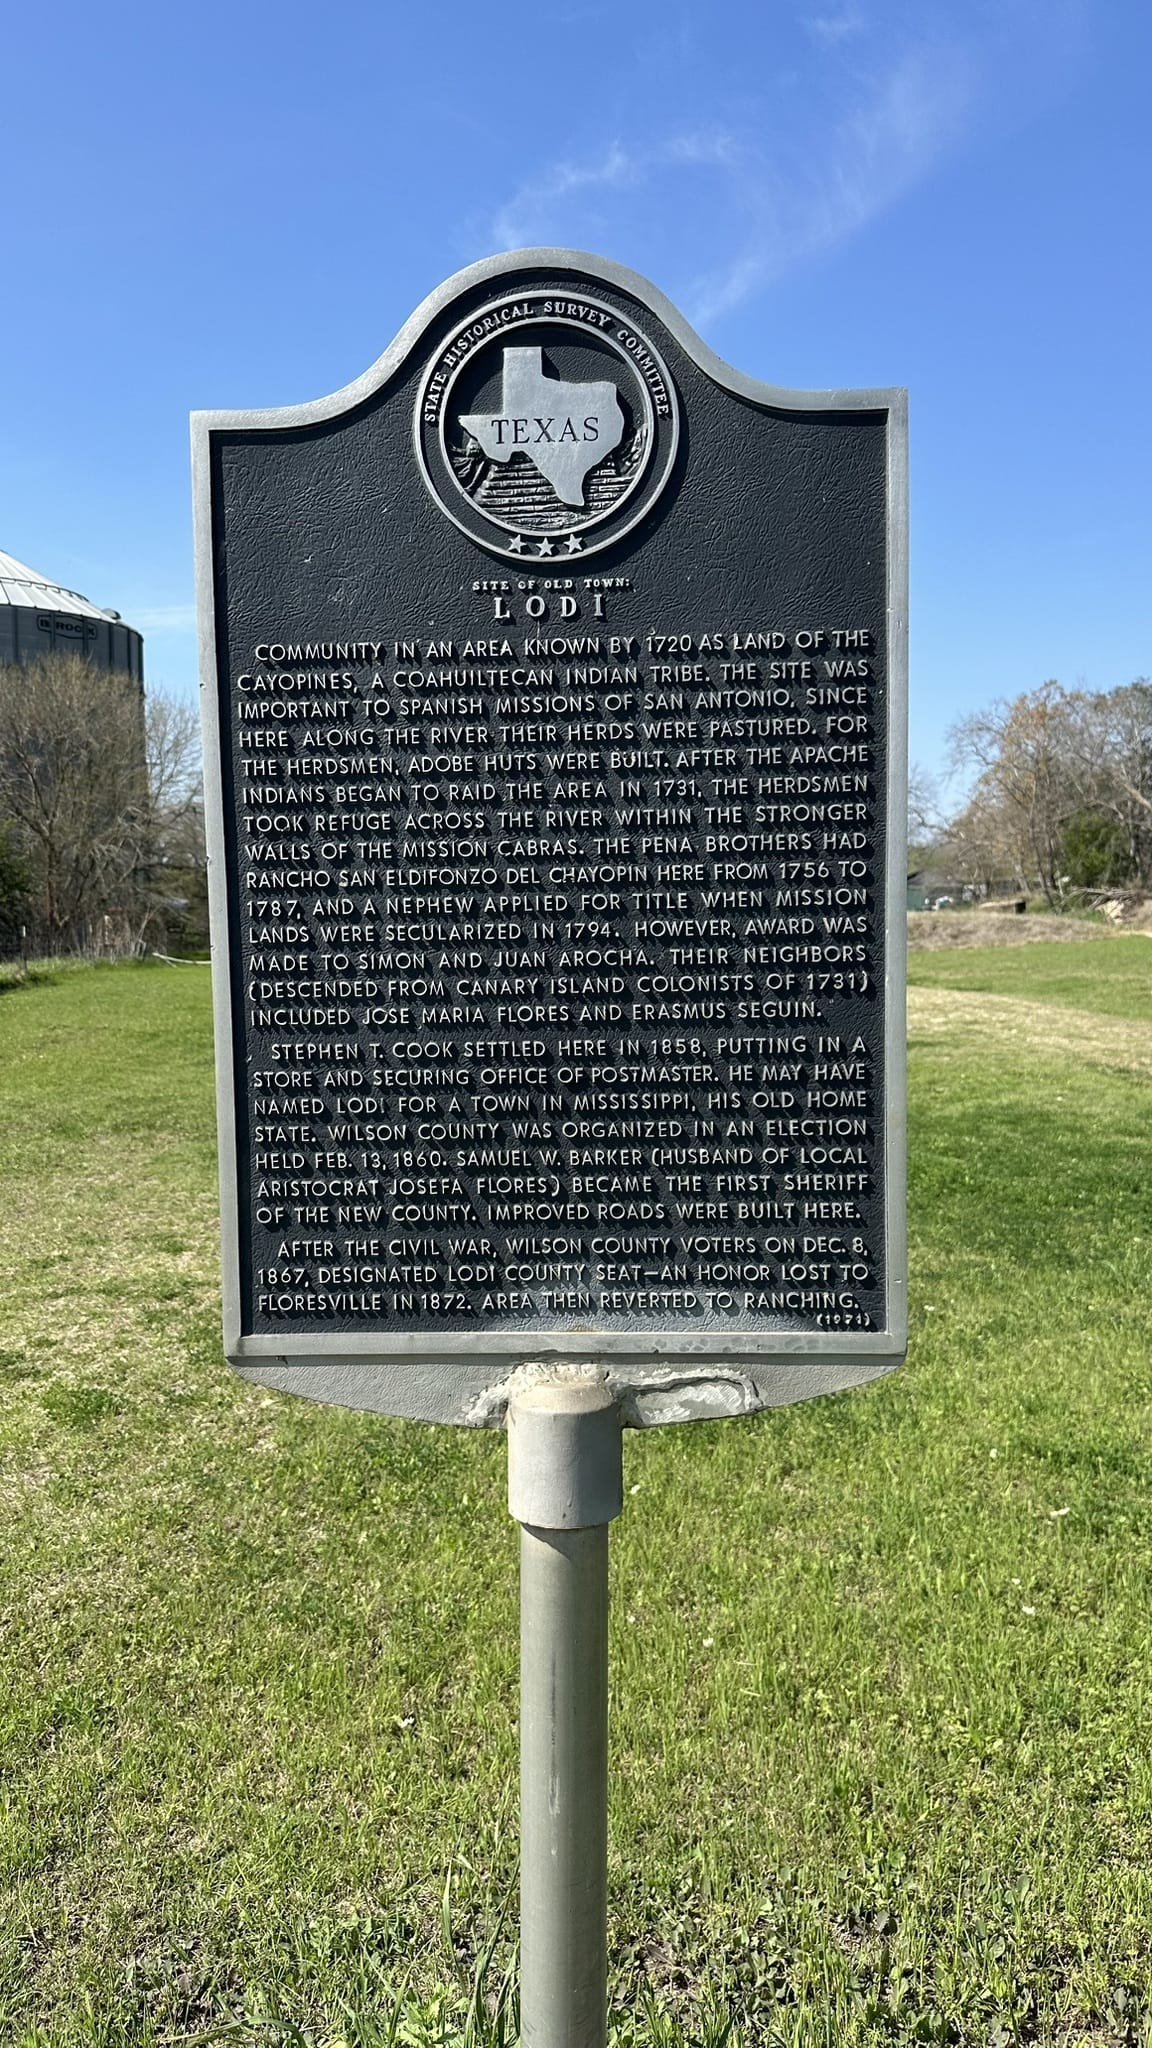 STATE HISTORICAL SURVEY COMMITTEE
TEXAS
SITE OF OLD TOWN:
LODI
COMMUNITY IN AN AREA KNOWN BY 1720 AS LAND OF THE
CAYOPINES, A COAHUILTECAN INDIAN TRIBE. THE SITE WAS
IMPORTANT TO SPANISH MISSIONS OF SAN ANTONIO, SINCE
HERE ALONG THE RIVER THEIR HERDS WERE PASTURED. FOR
THE HERDSMEN, ADOBE HUTS WERE BUILT. AFTER THE APACHE
INDIANS BEGAN TO RAID THE AREA IN 1731, THE HERDSMEN
TOOK REFUGE ACROSS THE RIVER WITHIN THE STRONGER
WALLS OF THE MISSION CABRAS. THE PENA BROTHERS HAD
RANCHO SAN ELDIFONZO DEL CHAYOPIN HERE FROM 1756 TO
1787, AND A NEPHEW APPLIED FOR TITLE WHEN MISSION
LANDS WERE SECULARIZED IN 1794. HOWEVER, AWARD WAS
MADE TO SIMON AND JUAN AROCHA. THEIR NEIGHBORS
(DESCENDED FROM CANARY ISLAND COLONISTS OF 1731)
INCLUDED JOSE MARIA FLORES AND ERASMUS SEGUIN.
STEPHEN T. COOK SETTLED HERE IN 1858, PUTTING IN A
STORE AND SECURING OFFICE OF POSTMASTER. HE MAY HAVE
NAMED LODI FOR A TOWN IN MISSISSIPPI, HIS OLD HOME
STATE. WILSON COUNTY WAS ORGANIZED IN AN ELECTION
HELD FEB. 13, 1860. SAMUEL W. BARKER (HUSBAND OF LOCAL
ARISTOCRAT JOSEFA FLORES) BECAME THE FIRST SHERIFF
OF THE NEW COUNTY. IMPROVED ROADS WERE BUILT HERE.
AFTER THE CIVIL WAR, WILSON COUNTY VOTERS ON DEC. 8,
1867, DESIGNATED LODI COUNTY SEAT—AN HONOR LOST TO
FLORESVILLE IN 1872. AREA THEN REVERTED TO RANCHING.
(1971)